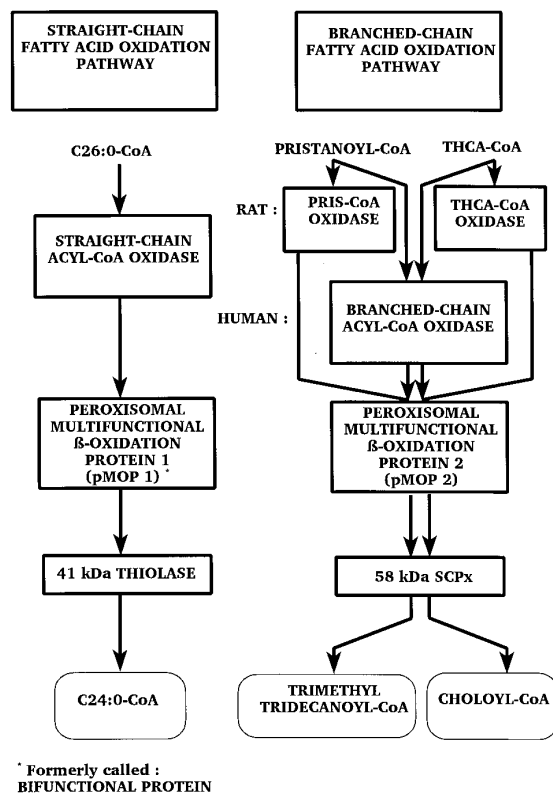 STRAIGHT-CHAIN
FATTY ACID OXIDATION
PATHWAY
C26:0-CoA
STRAIGHT-CHAIN
ACYL-CoA OXIDASE
PEROXISOMAL
MULTIFUNCTIONAL
ß-OXIDATION
PROTEIN 1
(pMOP 1) *
41 kDa THIOLASE
C24:0-CoA
* Formerly called :
BIFUNCTIONAL PROTEIN
BRANCHED-CHAIN
FATTY ACID OXIDATION
PATHWAY
PRISTANOYL-CoA
THCA-CoA
RAT :
PRIS-CoA
OXIDASE
THCA-CoA
OXIDASE
HUMAN :
BRANCHED-CHAIN
ACYL-CoA OXIDASE
PEROXISOMAL
MULTIFUNCTIONAL
ß-OXIDATION
PROTEIN 2
(pMOP 2)
58 kDa SCPx
TRIMETHYL
TRIDECANOYL-CoA
CHOLOYL-CoA